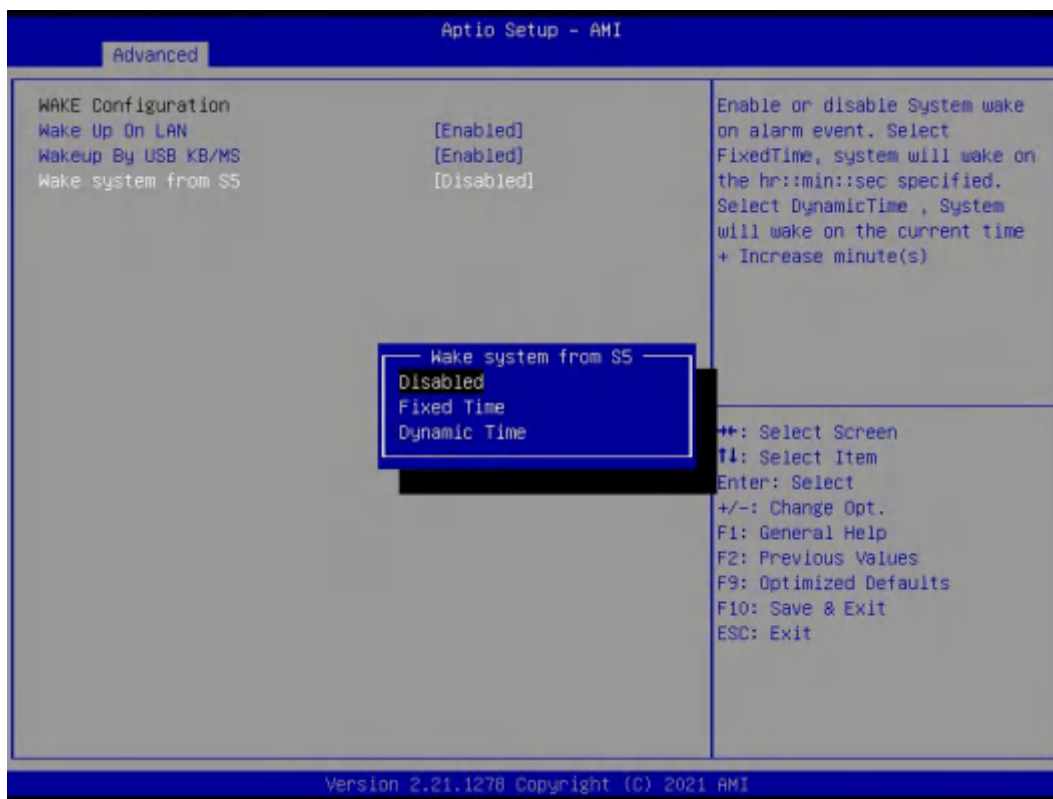 Aptio Setup - AMI
Advanced
WAKE Configuration
Wake Up On LAN [Enabled]
Wakeup By USB KB/MS [Enabled]
Wake system from S5 [Disabled]
Enable or disable System wake
on alarm event. Select
FixedTime, system will wake on
the hr::min::sec specified.
Select DynamicTime , System
will wake on the current time
+ Increase minute(s)
Wake system from S5
Disabled
Fixed Time
Dynamic Time
→←: Select Screen
↑↓: Select Item
Enter: Select
+/-: Change Opt.
F1: General Help
F2: Previous Values
F9: Optimized Defaults
F10: Save & Exit
ESC: Exit
Version 2.21.1278 Copyright (C) 2021 AMI